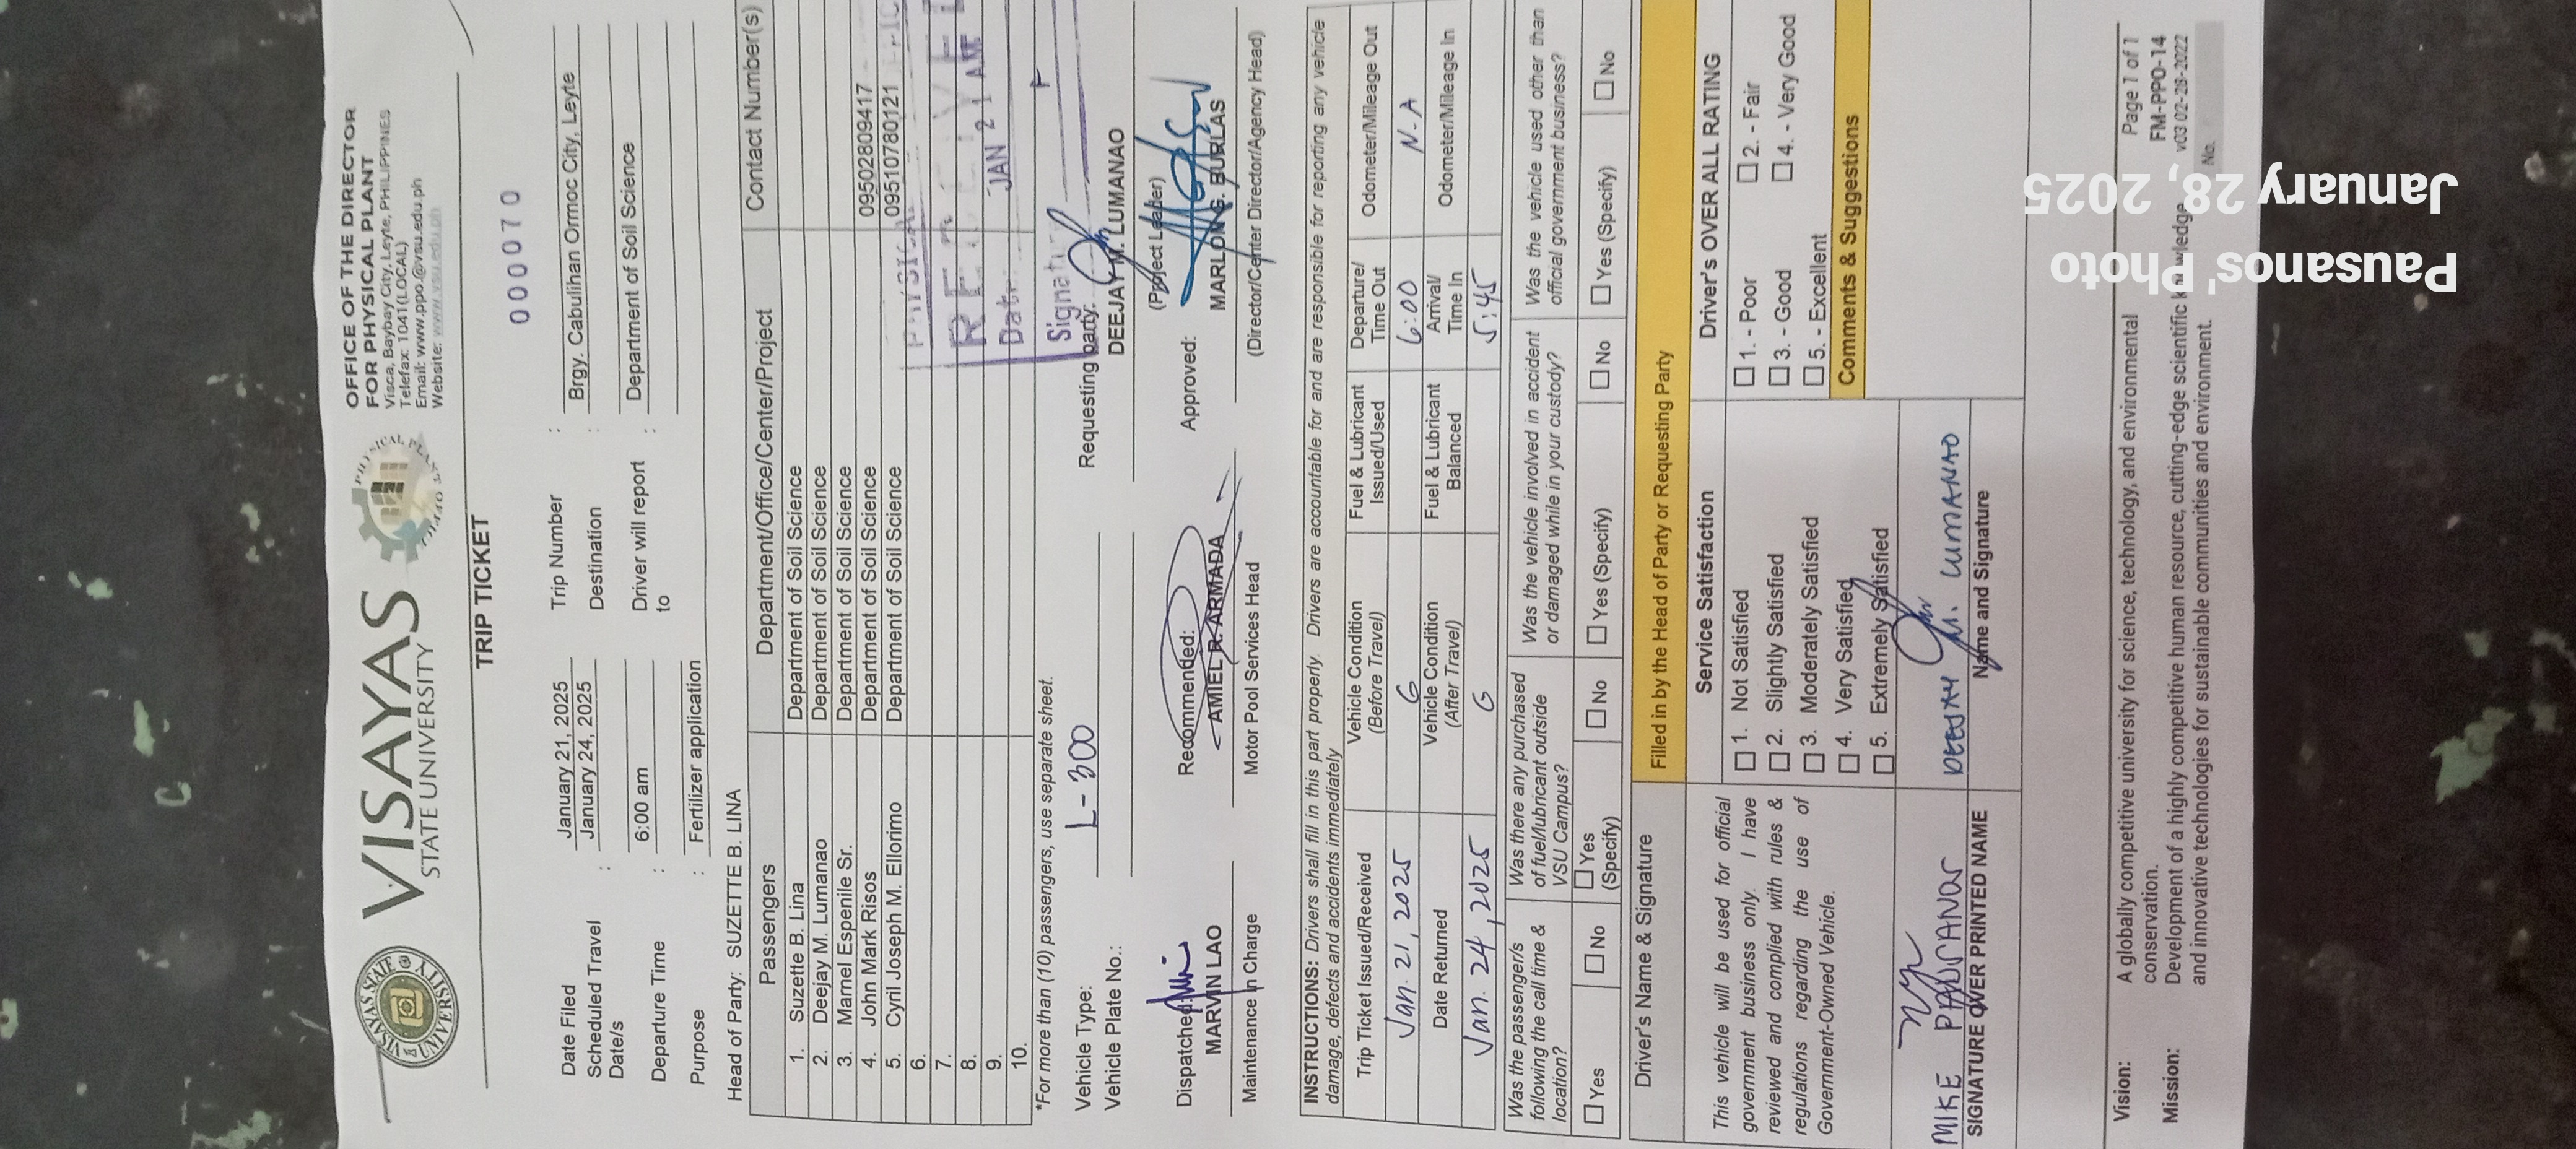 VISAYAS
STATE UNIVERSITY
OFFICE OF THE DIRECTOR
FOR PHYSICAL PLANT
Visca, Baybay City, Leyte, PHILIPPINES
Telefax: 1041(LOCAL)
Email: www.ppo.@vsu.edu.ph
Website: www.vsu.edu.ph
TRIP TICKET
000070
Date Filed January 21, 2025 Trip Number :
Scheduled Travel Date/s : January 24, 2025 Destination : Brgy. Cabulihan Ormoc City, Leyte
Departure Time : 6:00 am Driver will report to : Department of Soil Science
Purpose : Fertilizer application
Head of Party: SUZETTE B. LINA
Passengers Department/Office/Center/Project Contact Number(s)
1. Suzette B. Lina Department of Soil Science
2. Deejay M. Lumanao Department of Soil Science
3. Marnel Espenile Sr. Department of Soil Science
4. John Mark Risos Department of Soil Science 09502809417
5. Cyril Joseph M. Ellorimo Department of Soil Science 09510780121
6.
7.
8.
9.
10.
PHYSICAL
RECEIVED
Date: JAN 21
Signatu
*For more than (10) passengers, use separate sheet.
Vehicle Type: L-300
Vehicle Plate No.:
Requesting party:
DEEJAY M. LUMANAO
(Project Leader)
Dispatched: Recommended: Approved:
MARVIN LAO AMIEL R. ARMADA MARLON G. BURLAS
Maintenance in Charge Motor Pool Services Head (Director/Center Director/Agency Head)
INSTRUCTIONS: Drivers shall fill in this part properly. Drivers are accountable for and are responsible for reporting any vehicle
damage, defects and accidents immediately
Trip Ticket Issued/Received Vehicle Condition (Before Travel) Fuel & Lubricant Issued/Used Departure/ Time Out Odometer/Mileage Out
Jan. 21, 2025 G 6:00 N-A
Date Returned Vehicle Condition (After Travel) Fuel & Lubricant Balanced Arrival/ Time In Odometer/Mileage In
Jan. 24, 2025 G 5:45
Was the passenger/s following the call time & location?
☐ Yes ☐ No
Was there any purchased of fuel/lubricant outside VSU Campus?
☐ Yes (Specify) ☐ No
Was the vehicle involved in accident or damaged while in your custody?
☐ Yes (Specify) ☐ No
Was the vehicle used other than official government business?
☐ Yes (Specify) ☐ No
Driver's Name & Signature Filled in by the Head of Party or Requesting Party
This vehicle will be used for official
government business only. I have
reviewed and complied with rules &
regulations regarding the use of
Government-Owned Vehicle.
MIKE PAUSANOS
SIGNATURE OVER PRINTED NAME
Service Satisfaction
☐ 1. Not Satisfied
☐ 2. Slightly Satisfied
☐ 3. Moderately Satisfied
☐ 4. Very Satisfied
☐ 5. Extremely Satisfied
DEEJAY M. LUMANAO
Name and Signature
Driver's OVER ALL RATING
☐ 1. - Poor ☐ 2. - Fair
☐ 3. - Good ☐ 4. - Very Good
☐ 5. - Excellent
Comments & Suggestions
Vision: A globally competitive university for science, technology, and environmental
conservation.
Mission: Development of a highly competitive human resource, cutting-edge scientific knowledge
and innovative technologies for sustainable communities and environment.
Page 1 of 1
FM-PPO-14
v03 02-28-2022
No.
Pausanos' Photo
January 28, 2025